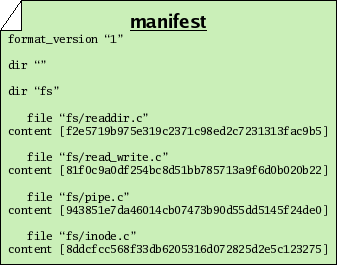 manifest
format_version “1”
dir “”
dir “fs”
file “fs/readdir.c”
content [f2e5719b975e319c2371c98ed2c7231313fac9b5]
file “fs/read_write.c”
content [81f0c9a0df254bc8d51bb785713a9f6d0b020b22]
file “fs/pipe.c”
content [943851e7da46014cb07473b90d55dd5145f24de0]
file “fs/inode.c”
content [8ddcfcc568f33db6205316d072825d2e5c123275]